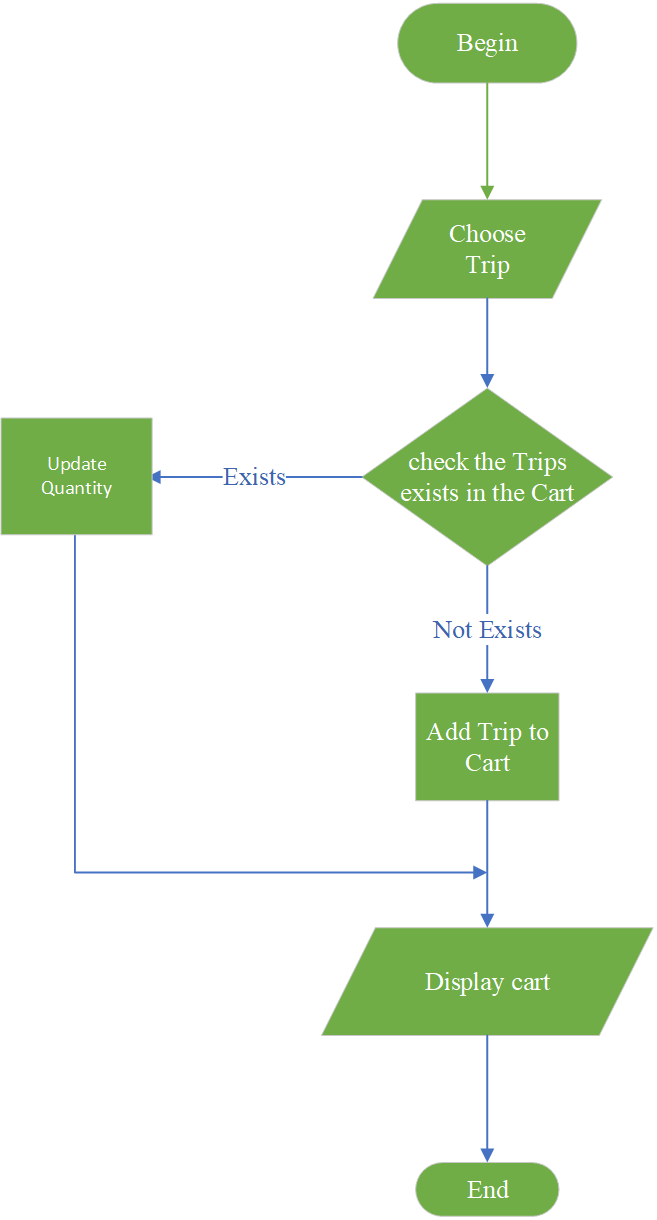 Begin
Choose
Trip
check the Trips
exists in the Cart
Exists
Update
Quantity
Not Exists
Add Trip to
Cart
Display cart
End